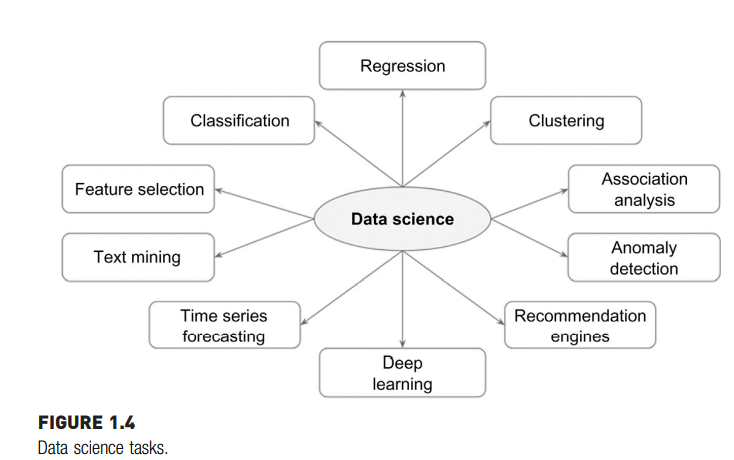 Regression
Classification
Clustering
Feature selection
Association
analysis
Data science
Text mining
Anomaly
detection
Time series
forecasting
Recommendation
engines
Deep
learning
FIGURE 1.4
Data science tasks.